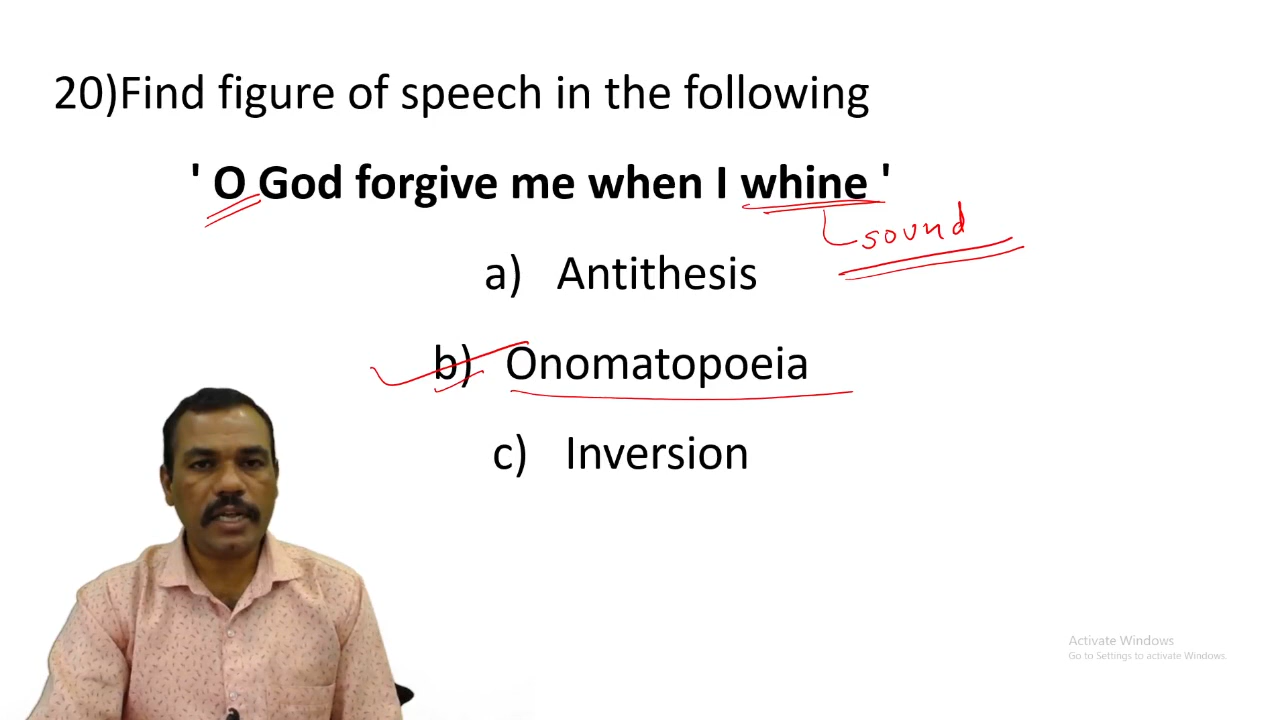 20)Find figure of speech in the following
' O God forgive me when I whine '
sound
a) Antithesis
b) Onomatopoeia
c) Inversion
Activate Windows
Go to Settings to activate Windows.